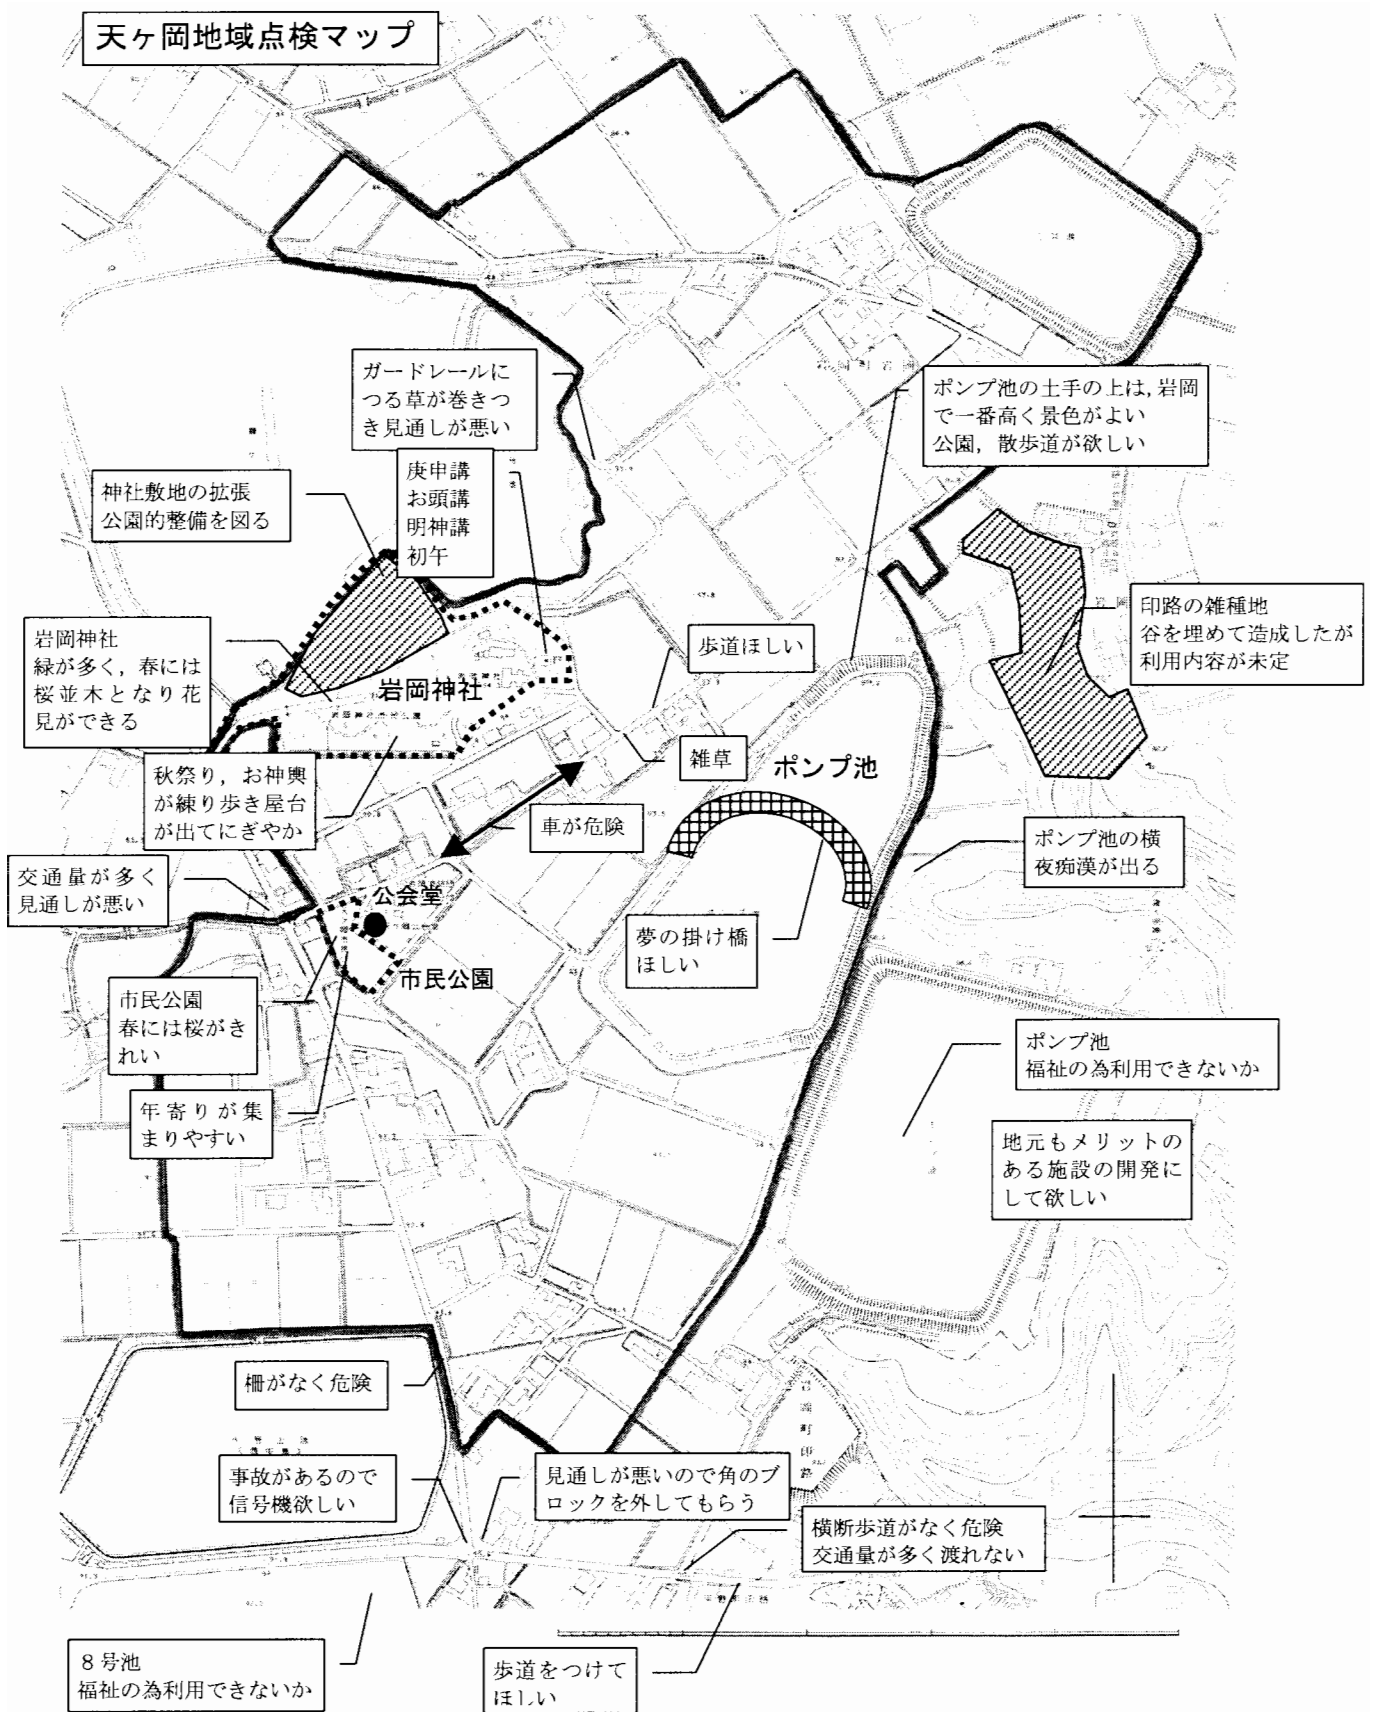 天ヶ岡地域点検マップ
ガードレールに
つる草が巻きつ
き見通しが悪い
ポンプ池の土手の上は,岩岡
で一番高く景色がよい
公園,散歩道が欲しい
庚申講
お頭講
明神講
初午
神社敷地の拡張
公園的整備を図る
印路の雑種地
谷を埋めて造成したが
利用内容が未定
岩岡神社
緑が多く,春には
桜並木となり花
見ができる
歩道ほしい
岩岡神社
雑草
ポンプ池
秋祭り,お神輿
が練り歩き屋台
が出てにぎやか
車が危険
ポンプ池の横
夜痴漢が出る
交通量が多く
見通しが悪い
公会堂
夢の掛け橋
ほしい
市民公園
市民公園
春には桜がき
れい
ポンプ池
福祉の為利用できないか
年寄りが集
まりやすい
地元もメリットの
ある施設の開発に
して欲しい
柵がなく危険
事故があるので
信号機欲しい
見通しが悪いので角のブ
ロックを外してもらう
横断歩道がなく危険
交通量が多く渡れない
8号池
福祉の為利用できないか
歩道をつけて
ほしい